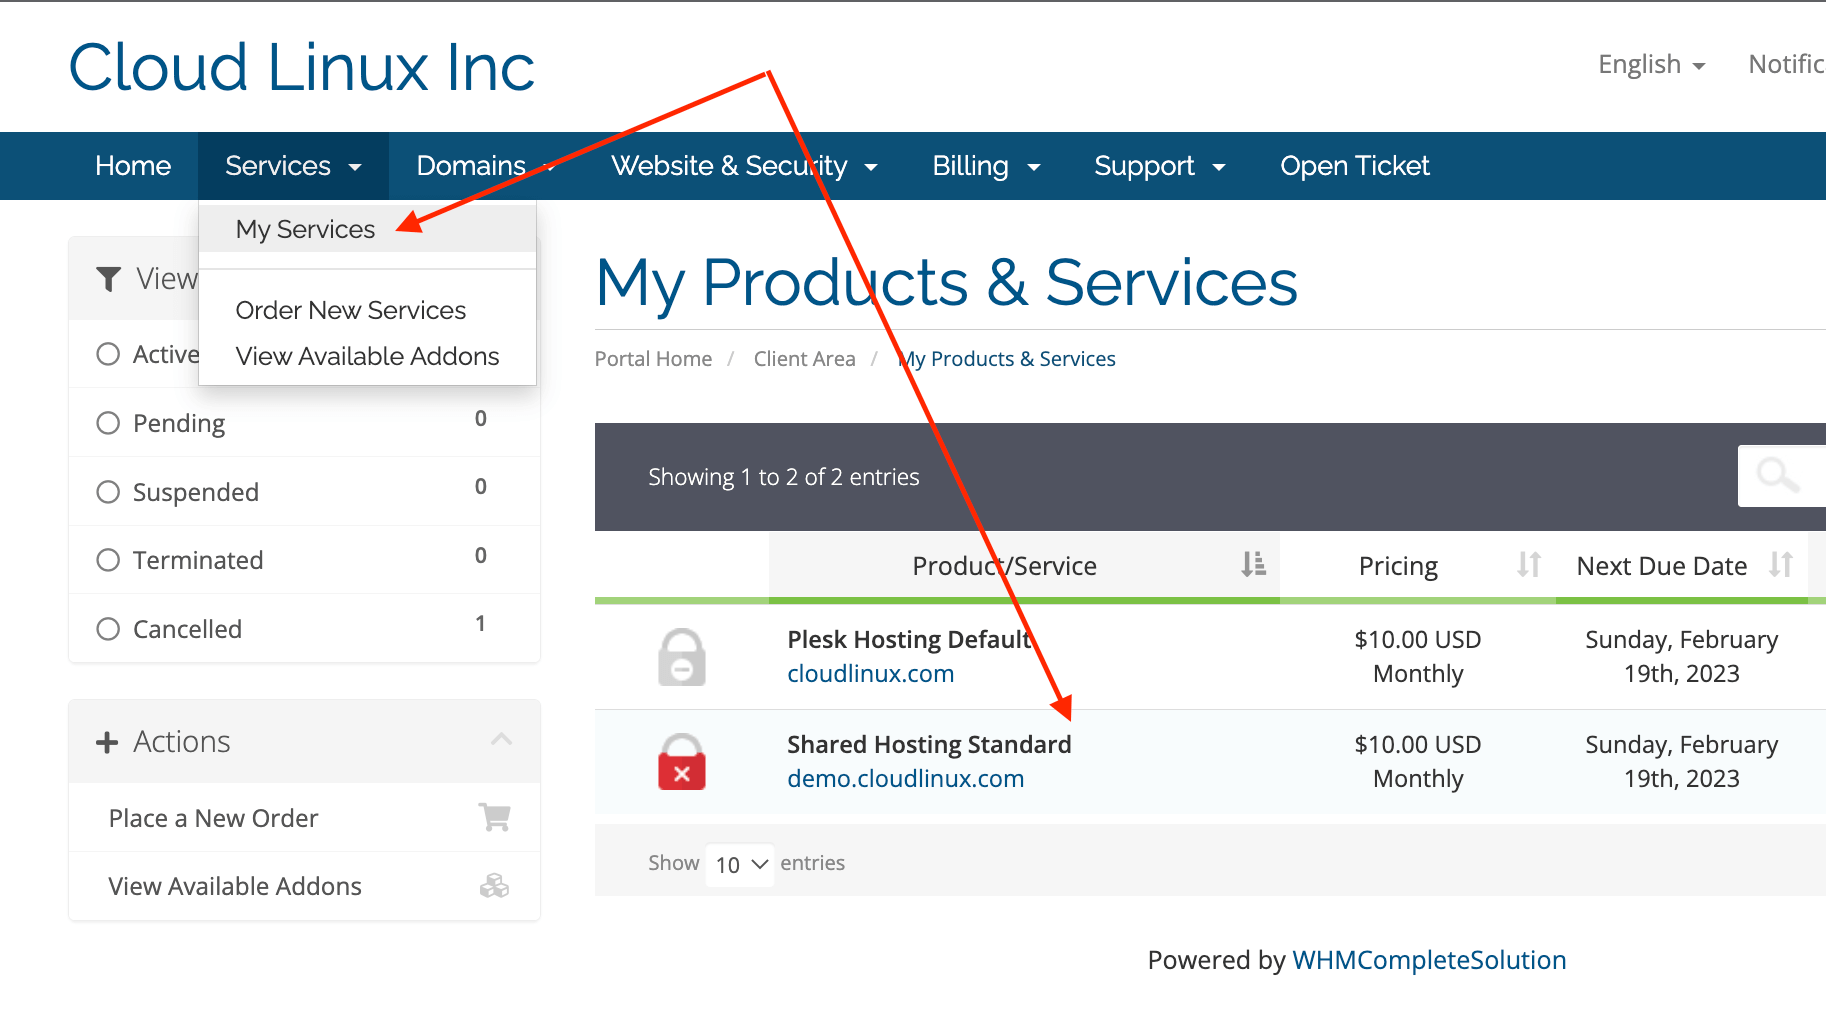 Cloud Linux Inc
English
Home Services Domains Website & Security Billing Support Open Ticket
My Services
Order New Services
View Available Addons
View
Active
Pending 0
Suspended 0
Terminated 0
Cancelled 1
Actions
Place a New Order
View Available Addons
My Products & Services
Portal Home / Client Area / My Products & Services
Showing 1 to 2 of 2 entries
Product/Service Pricing Next Due Date
Plesk Hosting Default $10.00 USD Sunday, February
cloudlinux.com Monthly 19th, 2023
Shared Hosting Standard $10.00 USD Sunday, February
demo.cloudlinux.com Monthly 19th, 2023
Show 10 entries
Powered by WHMCompleteSolution